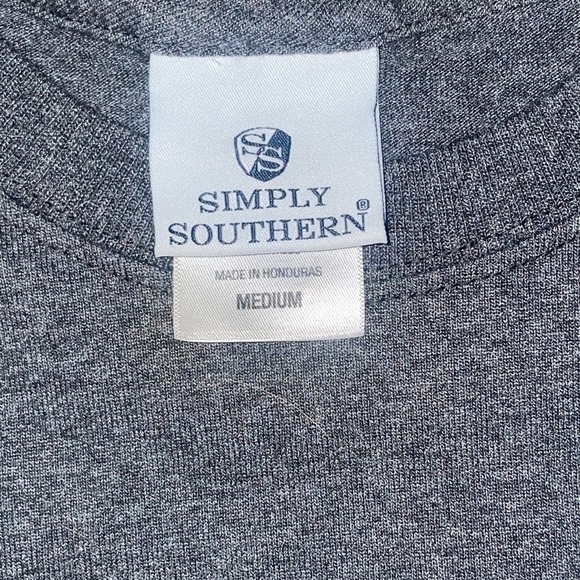 SS
SIMPLY
SOUTHERN®
MADE IN HONDURAS
MEDIUM